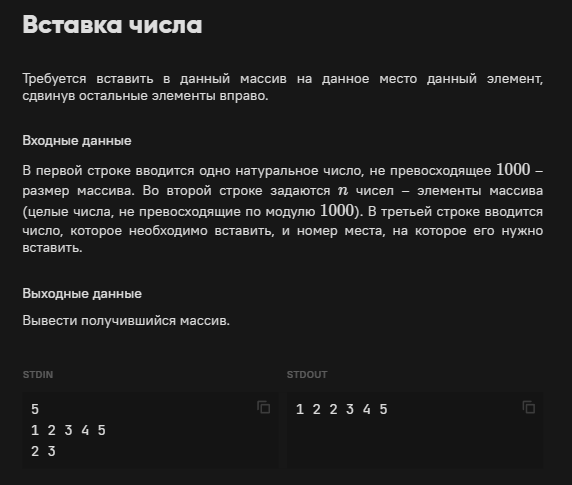 Вставка числа
Требуется вставить в данный массив на данное место данный элемент,
сдвинув остальные элементы вправо.
Входные данные
В первой строке вводится одно натуральное число, не превосходящее 1000 –
размер массива. Во второй строке задаются n чисел – элементы массива
(целые числа, не превосходящие по модулю 1000). В третьей строке вводится
число, которое необходимо вставить, и номер места, на которое его нужно
вставить.
Выходные данные
Вывести получившийся массив.
STDIN
5
1 2 3 4 5
2 3
STDOUT
1 2 2 3 4 5